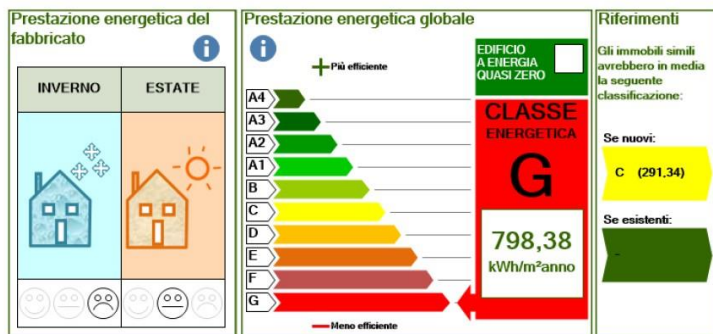 Prestazione energetica del
fabbricato
INVERNO
ESTATE
Prestazione energetica globale
Più efficiente
A4
A3
A2
A1
B
C
D
E
F
G
Meno efficiente
EDIFICIO
A ENERGIA
QUASI ZERO
CLASSE
ENERGETICA
G
798,38
kWh/m²anno
Riferimenti
Gli immobili simili
avrebbero in media
la seguente
classificazione:
Se nuovi:
C (291,34)
Se esistenti:
-